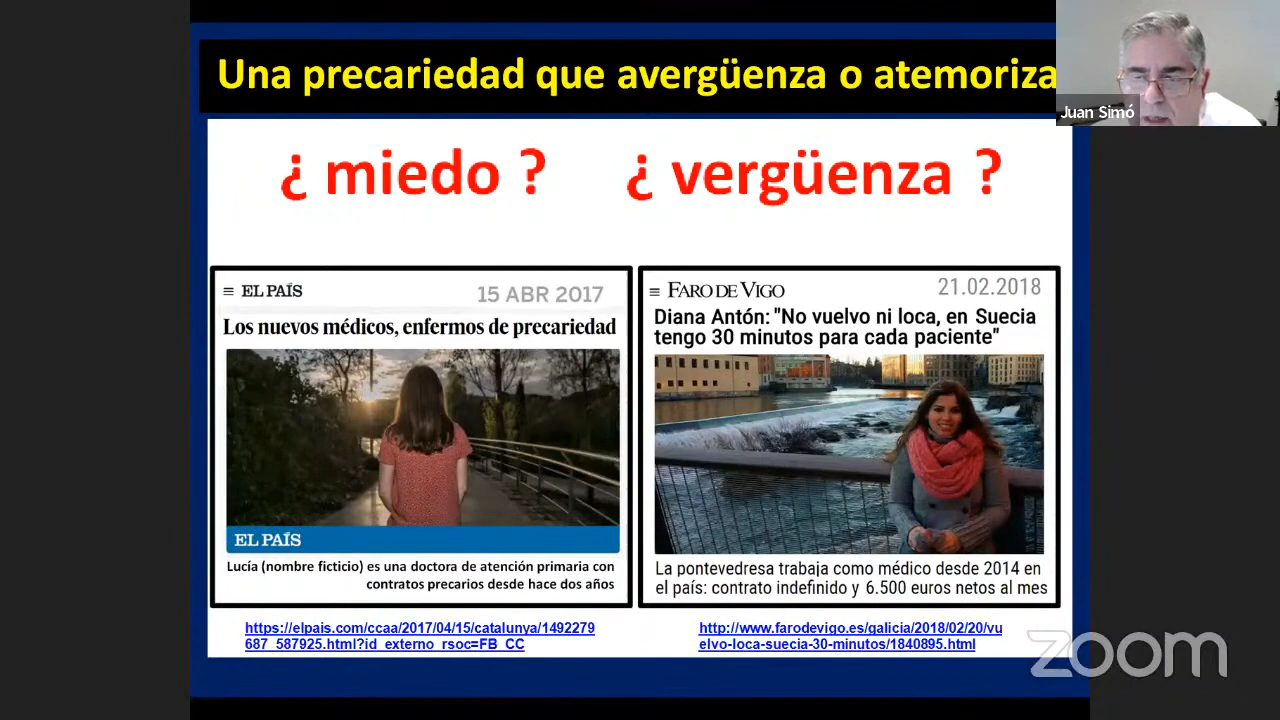 Una precariedad que avergüenza o atemoriza
Juan Simó
¿ miedo ? ¿ vergüenza ?
≡ EL PAÍS
15 ABR 2017
Los nuevos médicos, enfermos de precariedad
EL PAÍS
Lucía (nombre ficticio) es una doctora de atención primaria con
contratos precarios desde hace dos años
https://elpais.com/ccaa/2017/04/15/catalunya/1492279
687_587925.html?id_externo_rsoc=FB_CC
≡ FARO DE VIGO
21.02.2018
Diana Antón: "No vuelvo ni loca, en Suecia
tengo 30 minutos para cada paciente"
La pontevedresa trabaja como médico desde 2014 en
el país: contrato indefinido y 6.500 euros netos al mes
http://www.farodevigo.es/galicia/2018/02/20/vu
elvo-loca-suecia-30-minutos/1840895.html
zoom